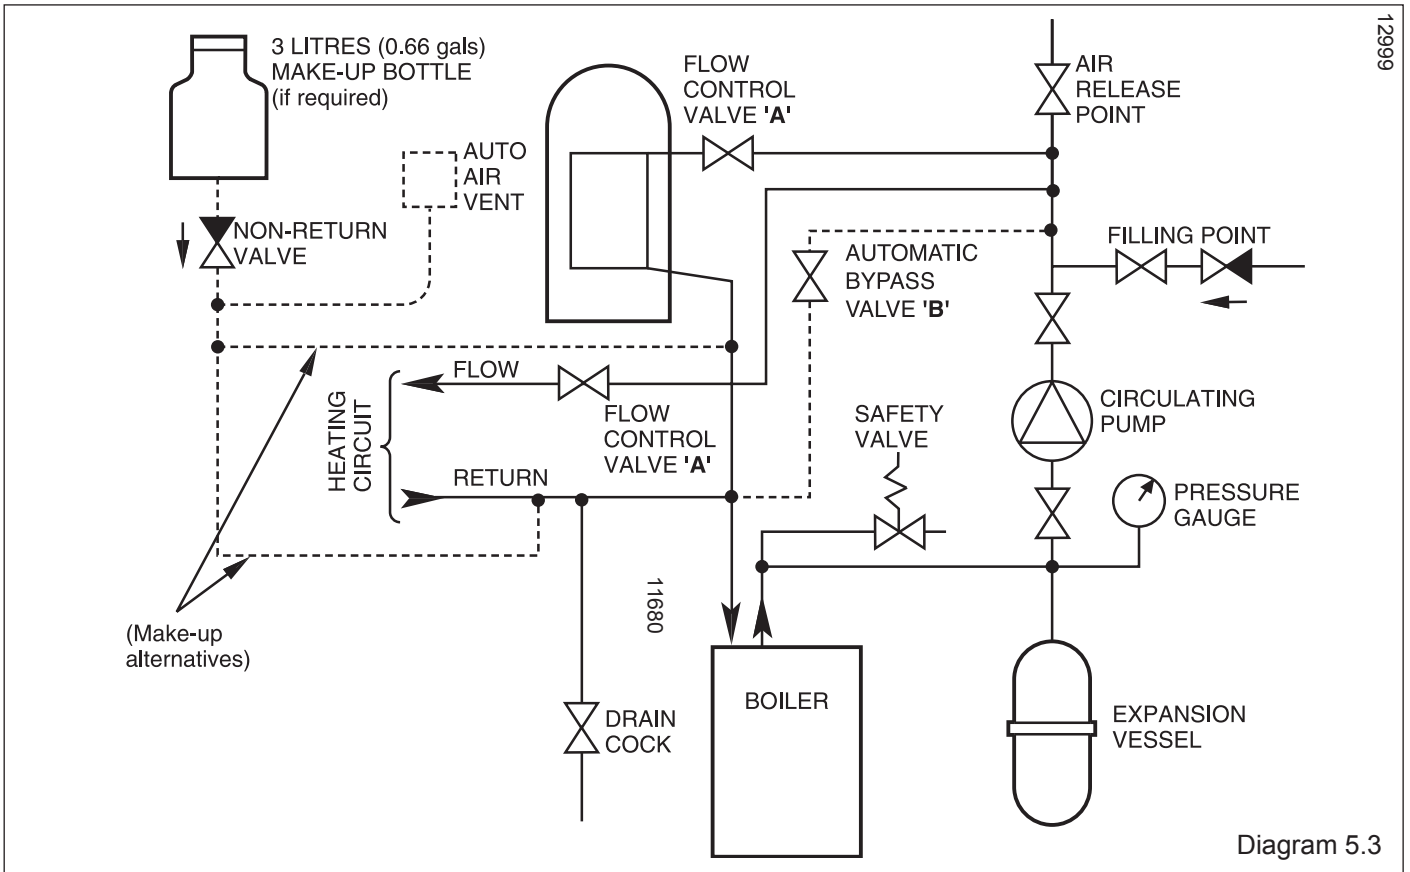 12999
3 LITRES (0.66 gals)
MAKE-UP BOTTLE
(if required)
FLOW
CONTROL
VALVE 'A'
AIR
RELEASE
POINT
AUTO
AIR
VENT
NON-RETURN
VALVE
AUTOMATIC
BYPASS
VALVE 'B'
FILLING POINT
FLOW
HEATING
CIRCUIT
FLOW
CONTROL
VALVE 'A'
SAFETY
VALVE
CIRCULATING
PUMP
RETURN
PRESSURE
GAUGE
11680
(Make-up
alternatives)
DRAIN
COCK
BOILER
EXPANSION
VESSEL
Diagram 5.3